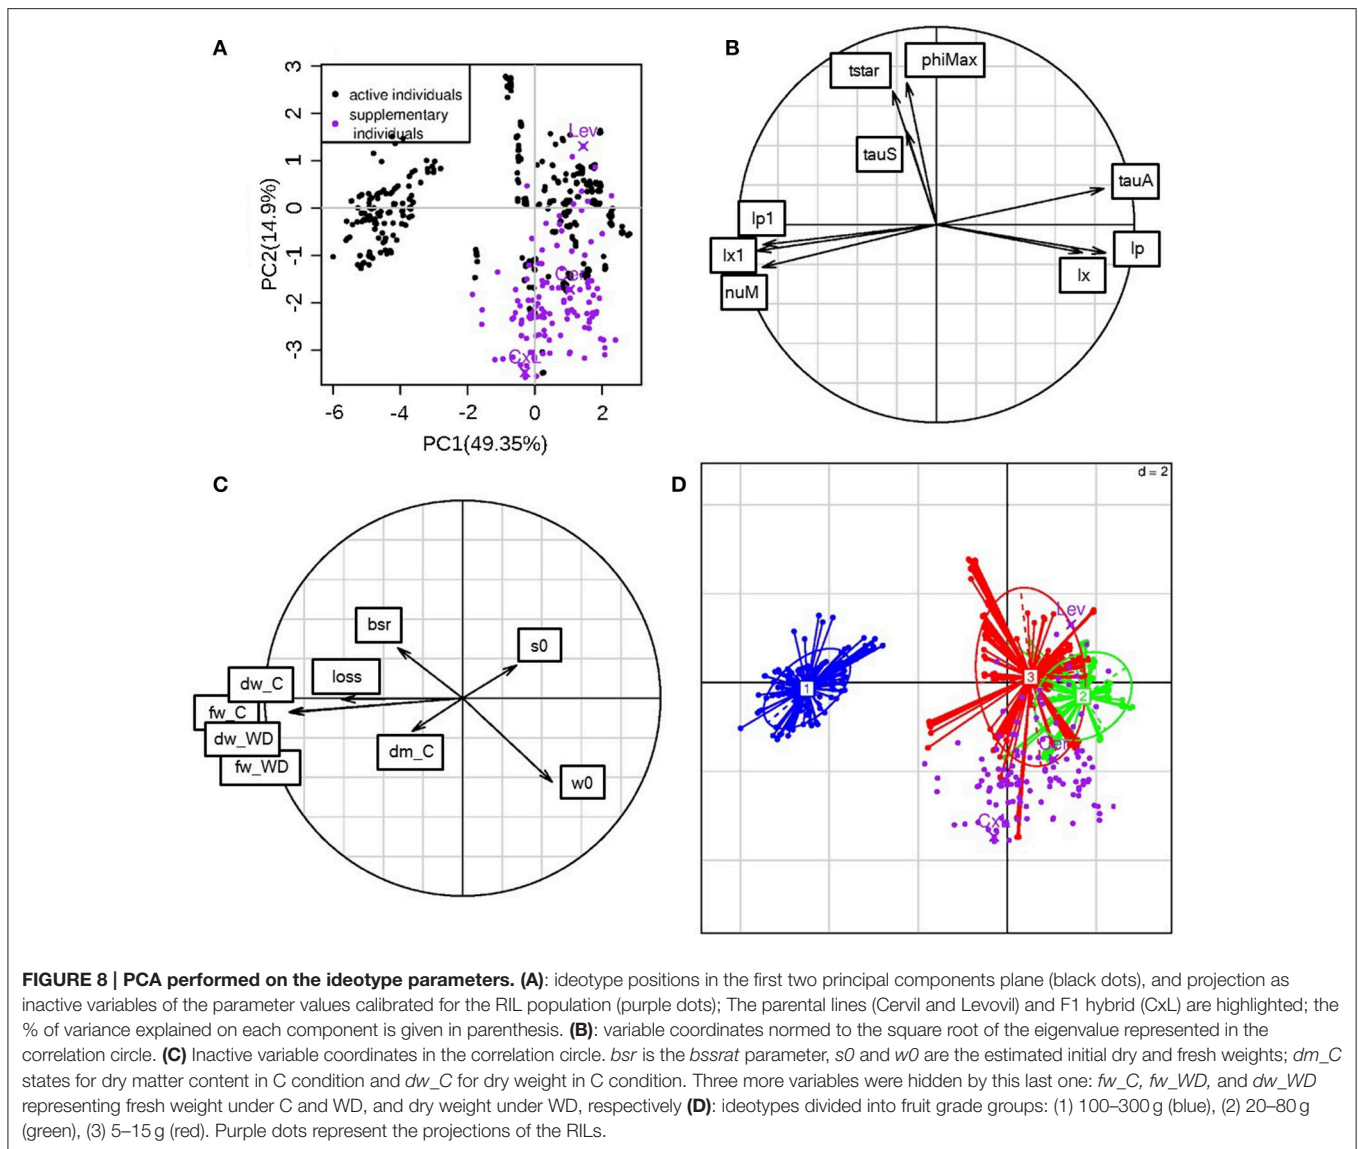 A
3
2
1
0
-1
-2
-3
PC2(14.9%)
active individuals
supplementary
individuals
Lev
Cer
CxL
-6
-4
-2
0
2
PC1(49.35%)
B
tstar
phiMax
tauS
tauA
lp1
lx1
nuM
lp
lx
C
bsr
s0
loss
dw_C
fw_C
dw_WD
fw_WD
dm_C
w0
D
d = 2
Lev
1
3
2
Cer
CxL
FIGURE 8 | PCA performed on the ideotype parameters. (A): ideotype positions in the first two principal components plane (black dots), and projection as
inactive variables of the parameter values calibrated for the RIL population (purple dots); The parental lines (Cervil and Levovil) and F1 hybrid (CxL) are highlighted; the
% of variance explained on each component is given in parenthesis. (B): variable coordinates normed to the square root of the eigenvalue represented in the
correlation circle. (C) Inactive variable coordinates in the correlation circle. bsr is the bssrat parameter, s0 and w0 are the estimated initial dry and fresh weights; dm_C
states for dry matter content in C condition and dw_C for dry weight in C condition. Three more variables were hidden by this last one: fw_C, fw_WD, and dw_WD
representing fresh weight under C and WD, and dry weight under WD, respectively (D): ideotypes divided into fruit grade groups: (1) 100–300 g (blue), (2) 20–80 g
(green), (3) 5–15 g (red). Purple dots represent the projections of the RILs.